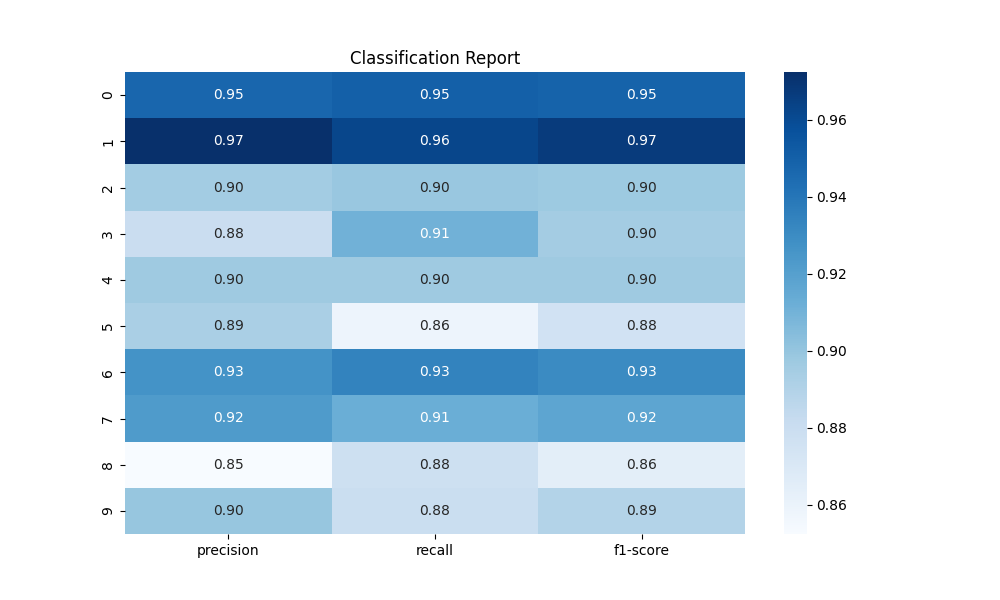 Classification Report
0 0.95 0.95 0.95
1 0.97 0.96 0.97
2 0.90 0.90 0.90
3 0.88 0.91 0.90
4 0.90 0.90 0.90
5 0.89 0.86 0.88
6 0.93 0.93 0.93
7 0.92 0.91 0.92
8 0.85 0.88 0.86
9 0.90 0.88 0.89
precision recall f1-score
0.96
0.94
0.92
0.90
0.88
0.86